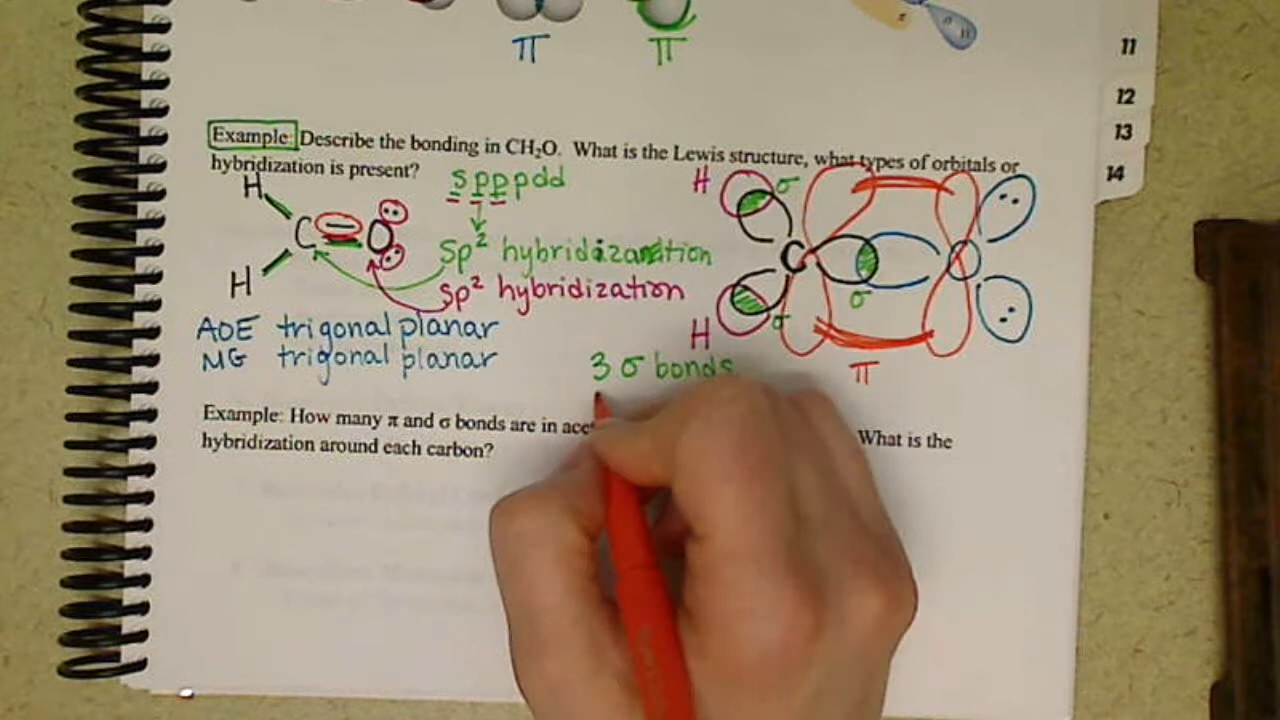 π π
11
12
13
14
Example: Describe the bonding in CH₂O. What is the Lewis structure, what types of orbitals or
hybridization is present?
H
C O
H
s p p p d d
sp² hybridization
sp² hybridization
AOE trigonal planar
MG trigonal planar
H σ
C O
σ
H σ
π
3 σ bonds
Example: How many π and σ bonds are in What is the
hybridization around each carbon?